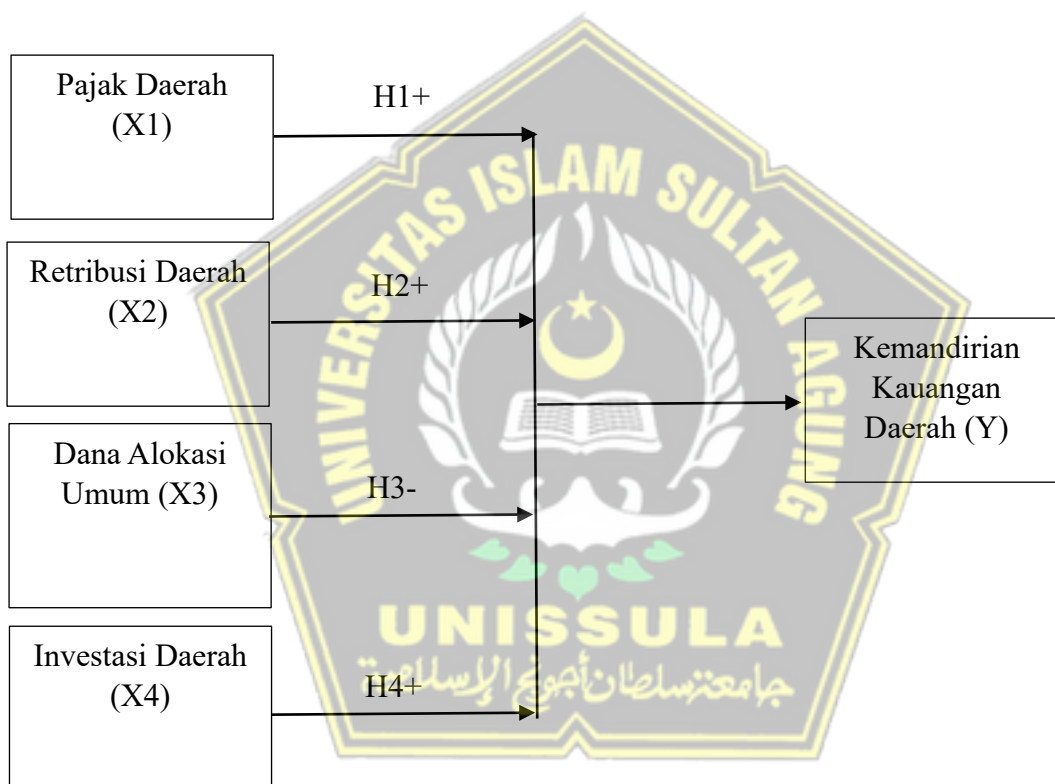 Pajak Daerah
(X1)
H1+
Retribusi Daerah
(X2)
H2+
Dana Alokasi
Umum (X3)
H3-
Investasi Daerah
(X4)
H4+
Kemandirian
Kauangan
Daerah (Y)
UNIVERSITAS ISLAM SULTAN AGUNG
UNISSULA
جامعة سلطان أجونج الإسلامية